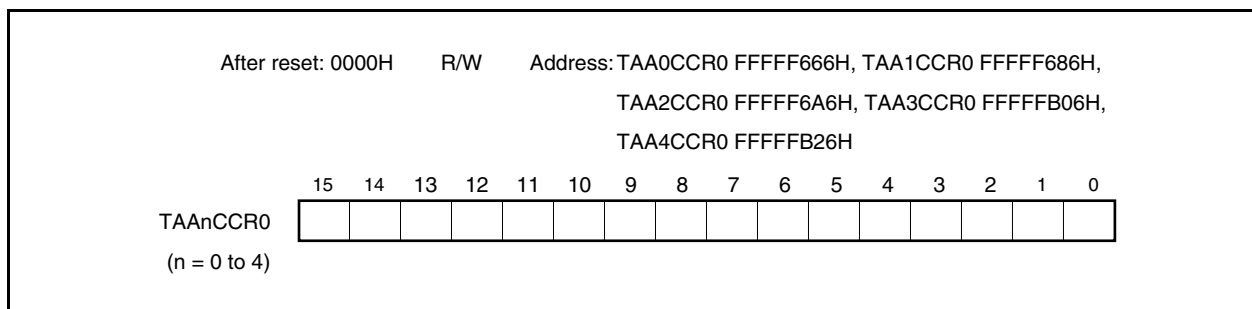 After reset: 0000H R/W Address: TAA0CCR0 FFFFF666H, TAA1CCR0 FFFFF686H,
TAA2CCR0 FFFFF6A6H, TAA3CCR0 FFFFFB06H,
TAA4CCR0 FFFFFB26H
15 14 13 12 11 10 9 8 7 6 5 4 3 2 1 0
TAAnCCR0
(n = 0 to 4)